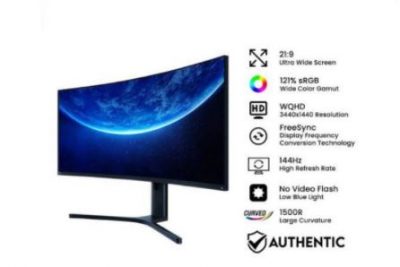 21:9
Ultra Wide Screen
121% sRGB
Wide Color Gamut
HD
WQHD
3440x1440 Resolution
FreeSync
Display Frequency
Conversion Technology
144Hz
High Refresh Rate
No Video Flash
Low Blue Light
CURVED
1500R
Large Curvature
AUTHENTIC